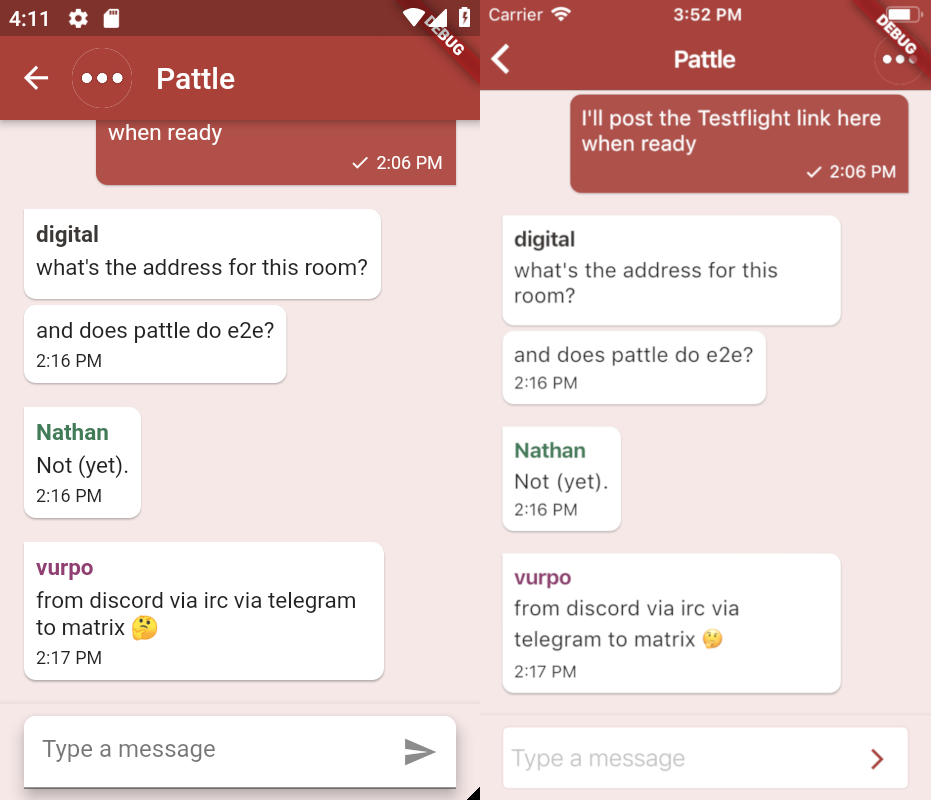 4:11
DEBUG
Pattle
when ready
✓ 2:06 PM
digital
what's the address for this room?
and does pattle do e2e?
2:16 PM
Nathan
Not (yet).
2:16 PM
vurpo
from discord via irc via telegram
to matrix 🤔
2:17 PM
Type a message
Carrier
3:52 PM
DEBUG
Pattle
I'll post the Testflight link here
when ready
✓ 2:06 PM
digital
what's the address for this
room?
and does pattle do e2e?
2:16 PM
Nathan
Not (yet).
2:16 PM
vurpo
from discord via irc via
telegram to matrix 🤔
2:17 PM
Type a message